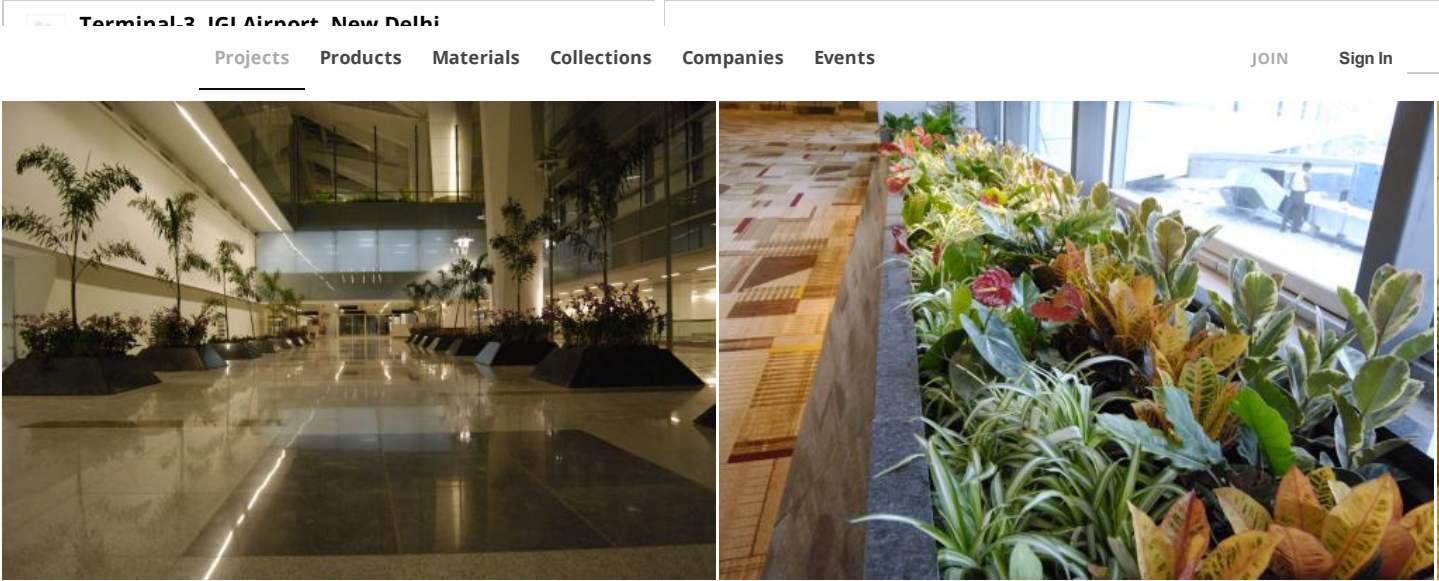 Terminal-3, IGI Airport, New Delhi
Projects Products Materials Collections Companies Events JOIN Sign In